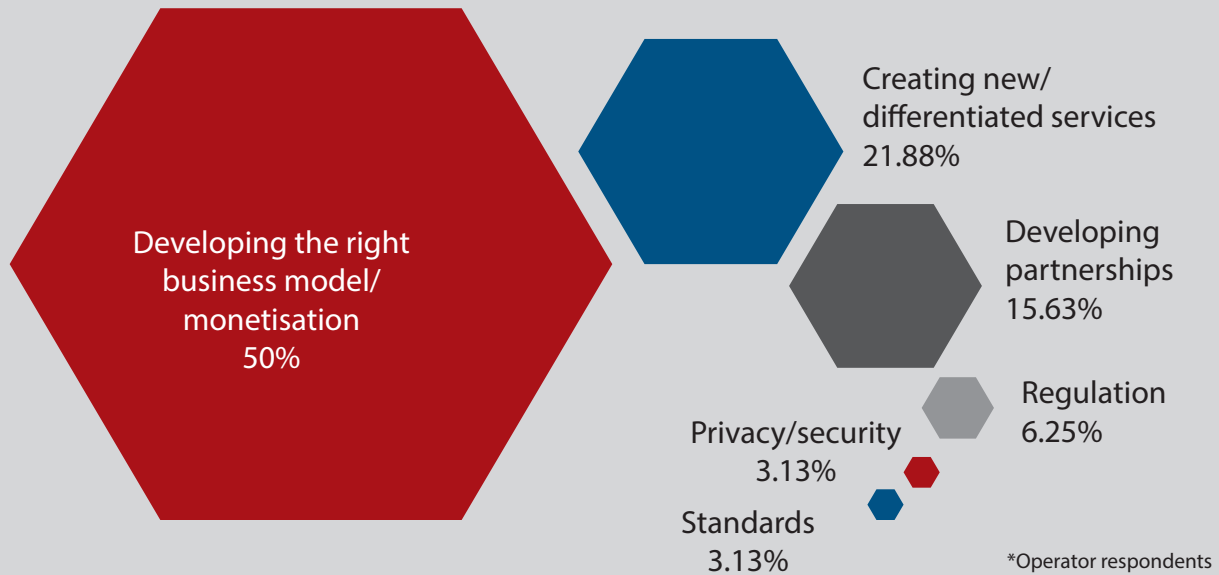 Developing the right
business model/
monetisation
50%
Creating new/
differentiated services
21.88%
Developing
partnerships
15.63%
Regulation
6.25%
Privacy/security
3.13%
Standards
3.13%
*Operator respondents